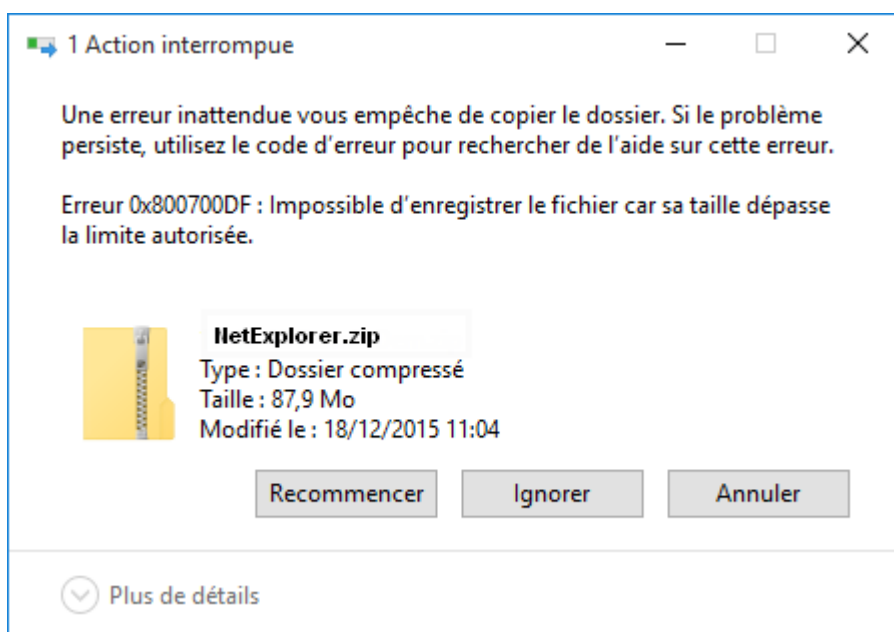 1 Action interrompue
Une erreur inattendue vous empêche de copier le dossier. Si le problème
persiste, utilisez le code d’erreur pour rechercher de l’aide sur cette erreur.
Erreur 0x800700DF : Impossible d’enregistrer le fichier car sa taille dépasse
la limite autorisée.
NetExplorer.zip
Type : Dossier compressé
Taille : 87,9 Mo
Modifié le : 18/12/2015 11:04
Recommencer Ignorer Annuler
Plus de détails